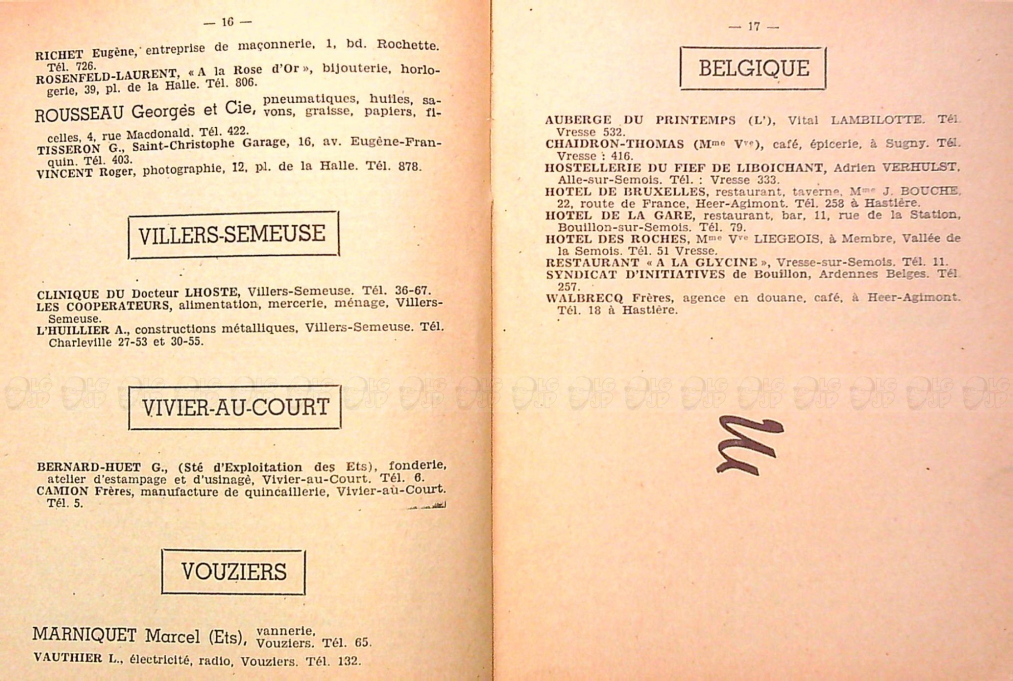 — 16 —
RICHET Eugène, entreprise de maçonnerie, 1, bd. Rochette.
Tél. 726.
ROSENFELD-LAURENT, « A la Rose d'Or », bijouterie, horlo-
gerie, 39, pl. de la Halle. Tél. 806.
ROUSSEAU Georges et Cie, pneumatiques, huiles, sa-
vons, graisse, papiers, fi-
celles, 4, rue Macdonald. Tél. 422.
TISSERON G., Saint-Christophe Garage, 16, av. Eugène-Fran-
quin. Tél. 403.
VINCENT Roger, photographie, 12, pl. de la Halle. Tél. 878.
VILLERS-SEMEUSE
CLINIQUE DU Docteur LHOSTE, Villers-Semeuse. Tél. 36-67.
LES COOPERATEURS, alimentation, mercerie, ménage, Villers-
Semeuse.
L'HUILLIER A., constructions métalliques, Villers-Semeuse. Tél.
Charleville 27-53 et 30-55.
VIVIER-AU-COURT
BERNARD-HUET G., (Sté d'Exploitation des Ets), fonderie,
atelier d'estampage et d'usinage, Vivier-au-Court. Tél. 6.
CAMION Frères, manufacture de quincaillerie, Vivier-au-Court.
Tél. 5.
VOUZIERS
MARNIQUET Marcel (Ets), vannerie,
Vouziers. Tél. 65.
VAUTHIER L., électricité, radio, Vouziers. Tél. 132.
— 17 —
BELGIQUE
AUBERGE DU PRINTEMPS (L'), Vital LAMBILOTTE. Tél.
Vresse 532.
CHAIDRON-THOMAS (Mme Vve), café, épicerie, à Sugny. Tél.
Vresse : 416.
HOSTELLERIE DU FIEF DE LIBOICHANT, Adrien VERHULST,
Alle-sur-Semois. Tél. : Vresse 333.
HOTEL DE BRUXELLES, restaurant, taverne, Mme J. BOUCHE,
22, route de France, Heer-Agimont. Tél. 258 à Hastière.
HOTEL DE LA GARE, restaurant, bar, 11, rue de la Station,
Bouillon-sur-Semois. Tél. 79.
HOTEL DES ROCHES, Mme Vve LIEGEOIS, à Membre, Vallée de
la Semois. Tél. 51 Vresse.
RESTAURANT « A LA GLYCINE », Vresse-sur-Semois. Tél. 11.
SYNDICAT D'INITIATIVES de Bouillon, Ardennes Belges. Tél
257.
WALBRECQ Frères, agence en douane, café, à Heer-Agimont.
Tél. 18 à Hastière.